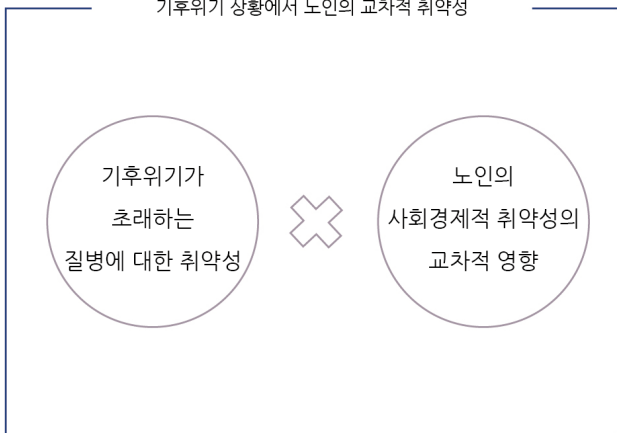 기후위기 상황에서 노인의 교차적 취약성
기후위기가
초래하는
질병에 대한 취약성
노인의
사회경제적 취약성의
교차적 영향